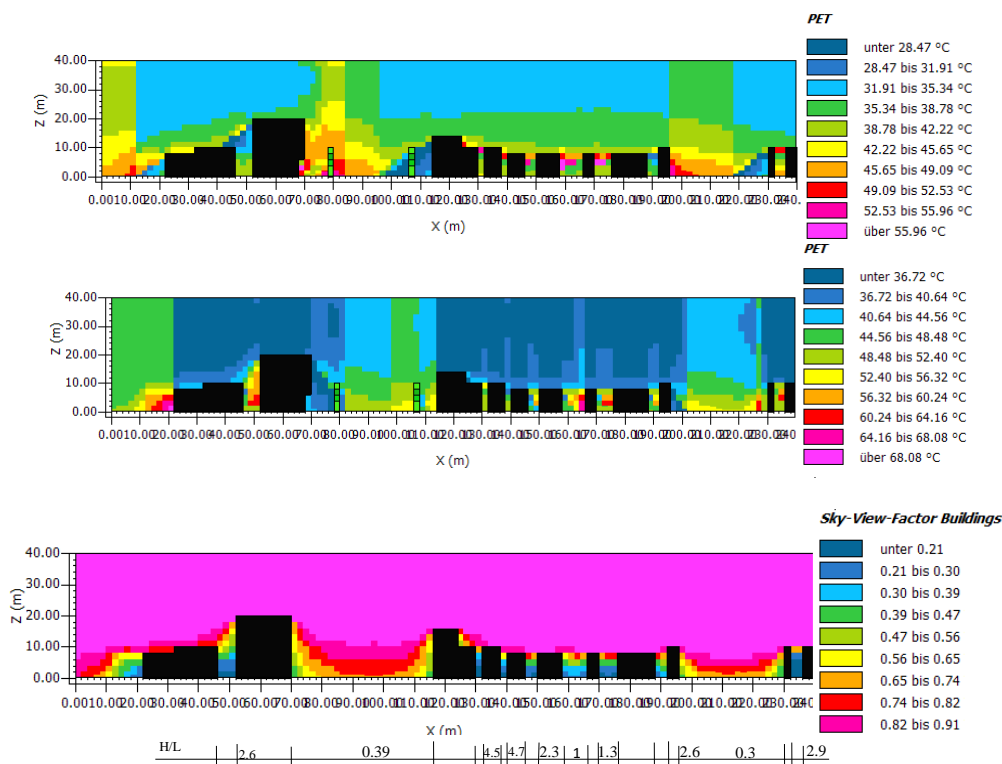 PET
40.00
30.00
20.00
10.00
0.00
Z (m)
X (m)
unter 28.47 °C
28.47 bis 31.91 °C
31.91 bis 35.34 °C
35.34 bis 38.78 °C
38.78 bis 42.22 °C
42.22 bis 45.65 °C
45.65 bis 49.09 °C
49.09 bis 52.53 °C
52.53 bis 55.96 °C
über 55.96 °C
PET
40.00
30.00
20.00
10.00
0.00
Z (m)
X (m)
unter 36.72 °C
36.72 bis 40.64 °C
40.64 bis 44.56 °C
44.56 bis 48.48 °C
48.48 bis 52.40 °C
52.40 bis 56.32 °C
56.32 bis 60.24 °C
60.24 bis 64.16 °C
64.16 bis 68.08 °C
über 68.08 °C
Sky-View-Factor Buildings
40.00
30.00
20.00
10.00
0.00
Z (m)
X (m)
unter 0.21
0.21 bis 0.30
0.30 bis 0.39
0.39 bis 0.47
0.47 bis 0.56
0.56 bis 0.65
0.65 bis 0.74
0.74 bis 0.82
0.82 bis 0.91
H/L 2.6 0.39 4.5 4.7 2.3 1 1.3 2.6 0.3 2.9